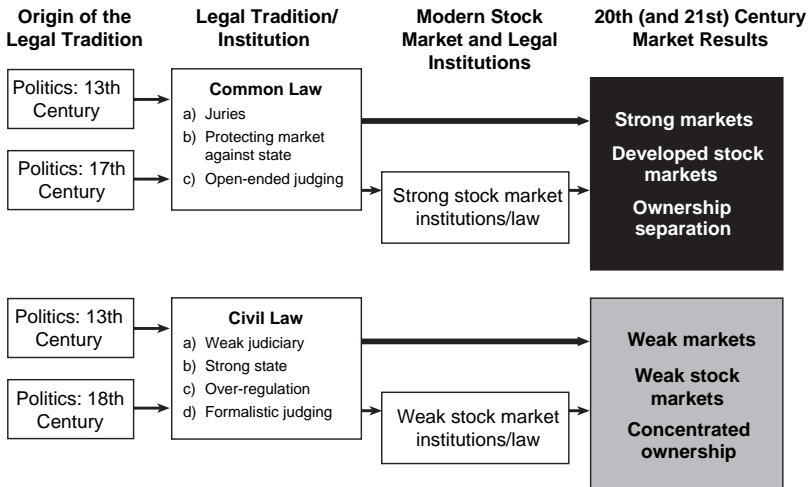 Origin of the
Legal Tradition
Legal Tradition/
Institution
Modern Stock
Market and Legal
Institutions
20th (and 21st) Century
Market Results
Politics: 13th
Century
Politics: 17th
Century
Common Law
a) Juries
b) Protecting market
against state
c) Open-ended judging
Strong stock market
institutions/law
Strong markets
Developed stock
markets
Ownership
separation
Politics: 13th
Century
Politics: 18th
Century
Civil Law
a) Weak judiciary
b) Strong state
c) Over-regulation
d) Formalistic judging
Weak stock market
institutions/law
Weak markets
Weak stock
markets
Concentrated
ownership